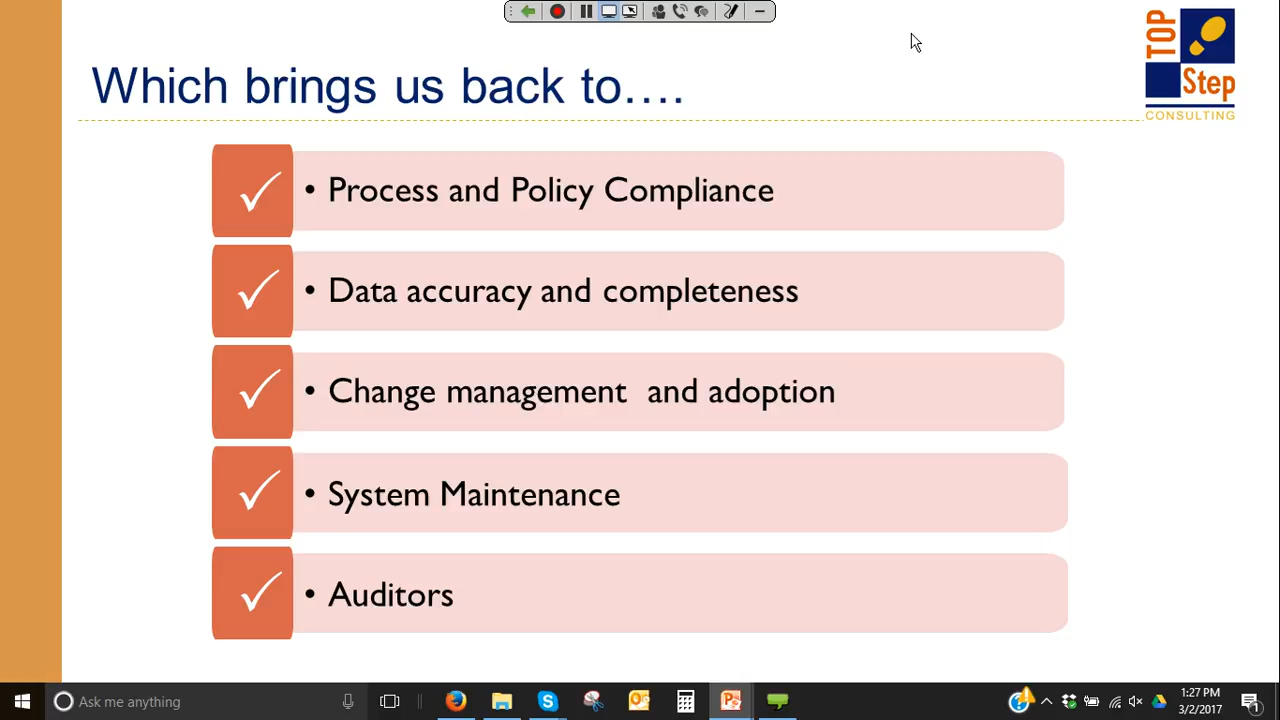 TOP
Step
CONSULTING
Which brings us back to….
• Process and Policy Compliance
• Data accuracy and completeness
• Change management  and adoption
• System Maintenance
• Auditors
Ask me anything
1:27 PM
3/2/2017
1